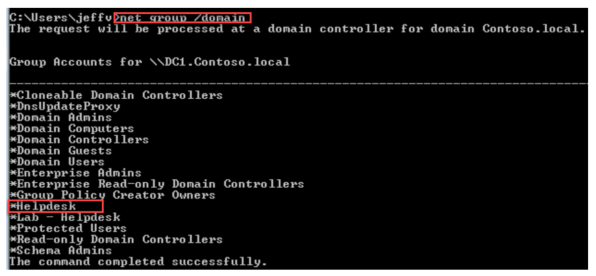 C:\Users\jeffv>net group /domain
The request will be processed at a domain controller for domain Contoso.local.
Group Accounts for \\DC1.Contoso.local
-------------------------------------------------------------------------------
*Cloneable Domain Controllers
*DnsUpdateProxy
*Domain Admins
*Domain Computers
*Domain Controllers
*Domain Guests
*Domain Users
*Enterprise Admins
*Enterprise Read-only Domain Controllers
*Group Policy Creator Owners
*Helpdesk
*Lab - Helpdesk
*Protected Users
*Read-only Domain Controllers
*Schema Admins
The command completed successfully.